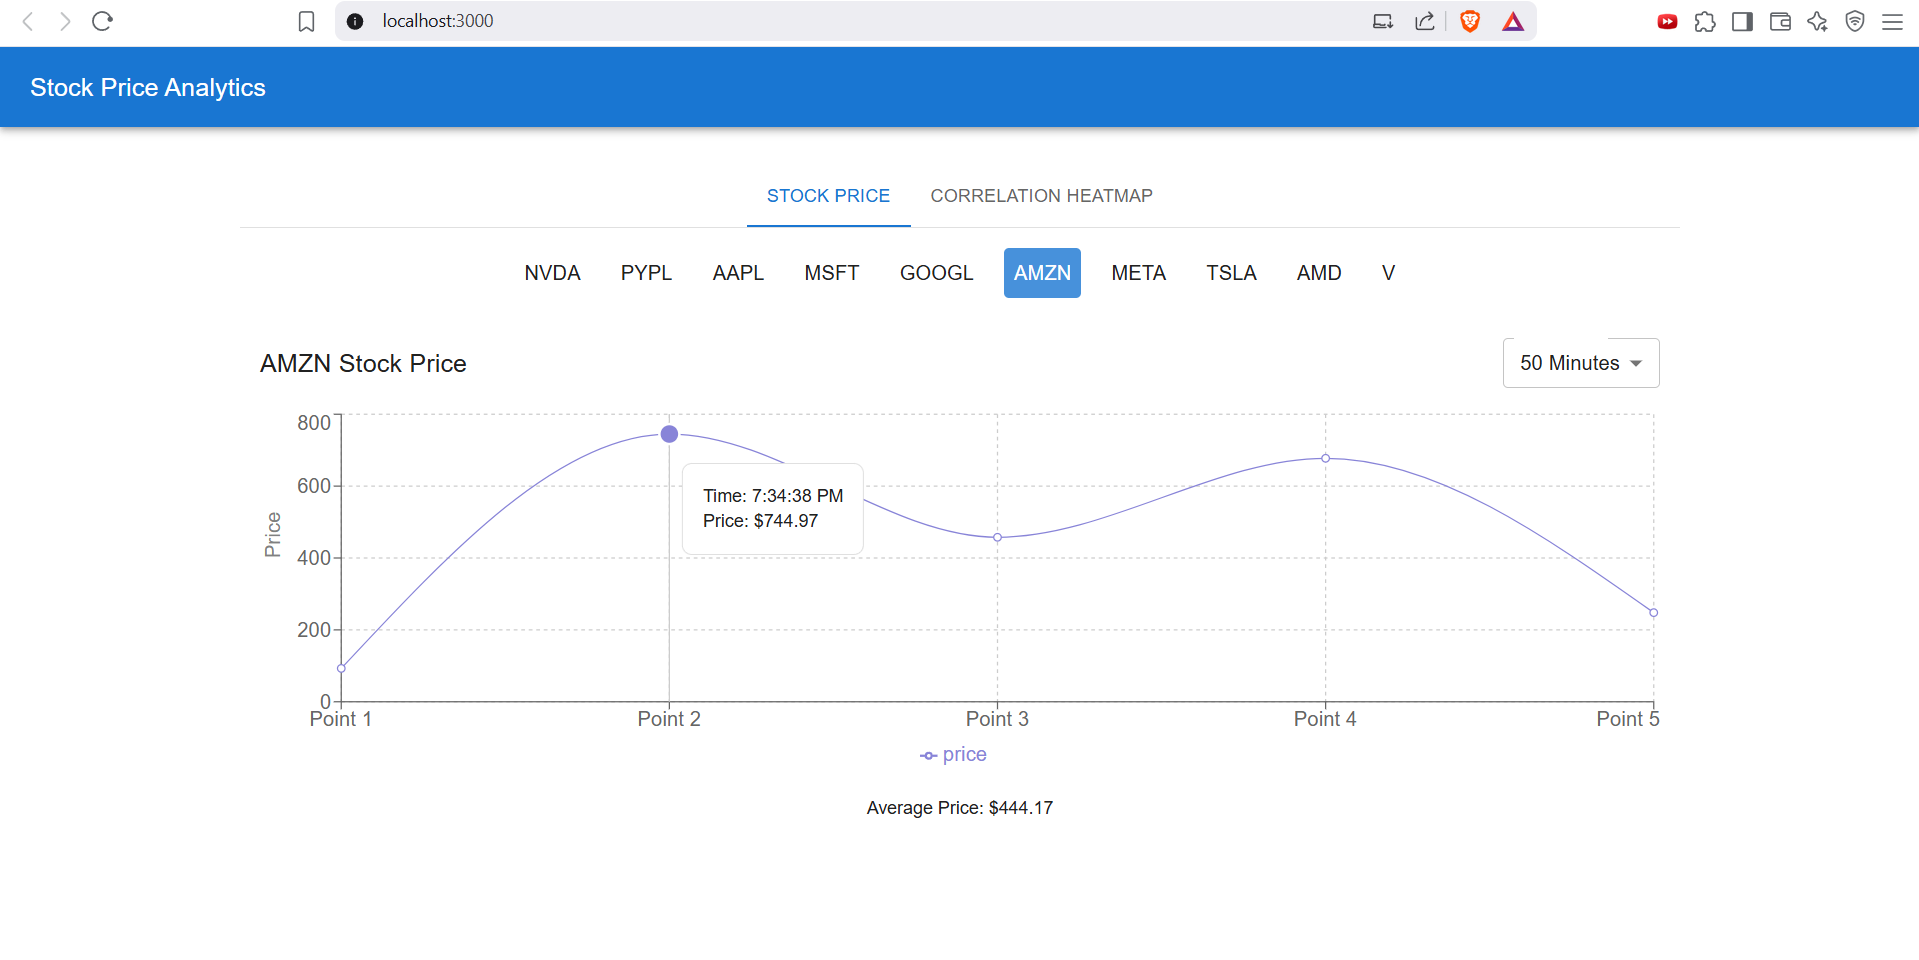 localhost:3000
Stock Price Analytics
STOCK PRICE CORRELATION HEATMAP
NVDA PYPL AAPL MSFT GOOGL AMZN META TSLA AMD V
AMZN Stock Price
50 Minutes
800
600
400
200
0
Price
Time: 7:34:38 PM
Price: $744.97
Point 1 Point 2 Point 3 Point 4 Point 5
price
Average Price: $444.17